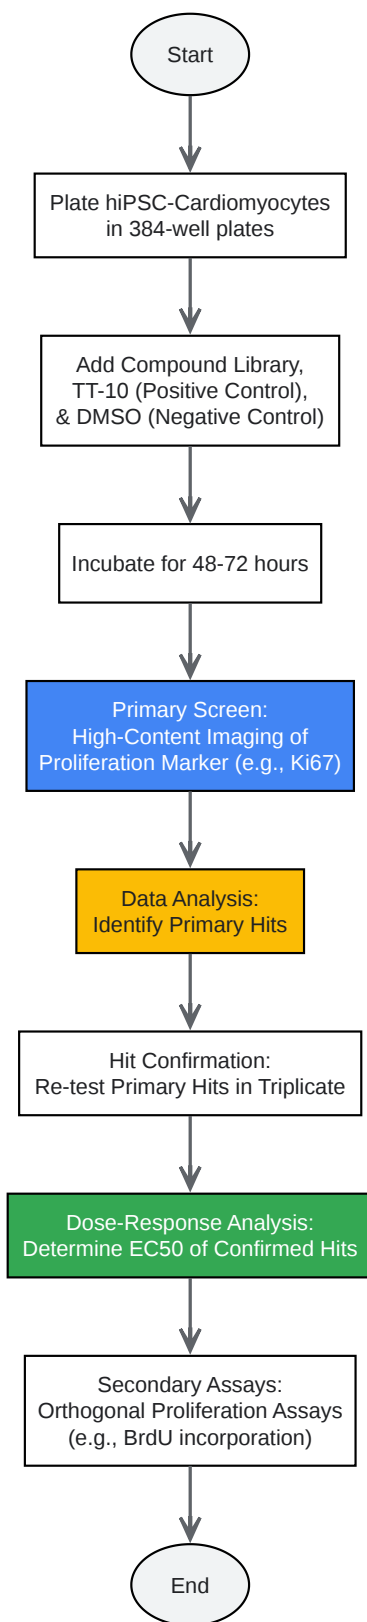 Start
Plate hiPSC-Cardiomyocytes
in 384-well plates
Add Compound Library,
TT-10 (Positive Control),
& DMSO (Negative Control)
Incubate for 48-72 hours
Primary Screen:
High-Content Imaging of
Proliferation Marker (e.g., Ki67)
Data Analysis:
Identify Primary Hits
Hit Confirmation:
Re-test Primary Hits in Triplicate
Dose-Response Analysis:
Determine EC50 of Confirmed Hits
Secondary Assays:
Orthogonal Proliferation Assays
(e.g., BrdU incorporation)
End